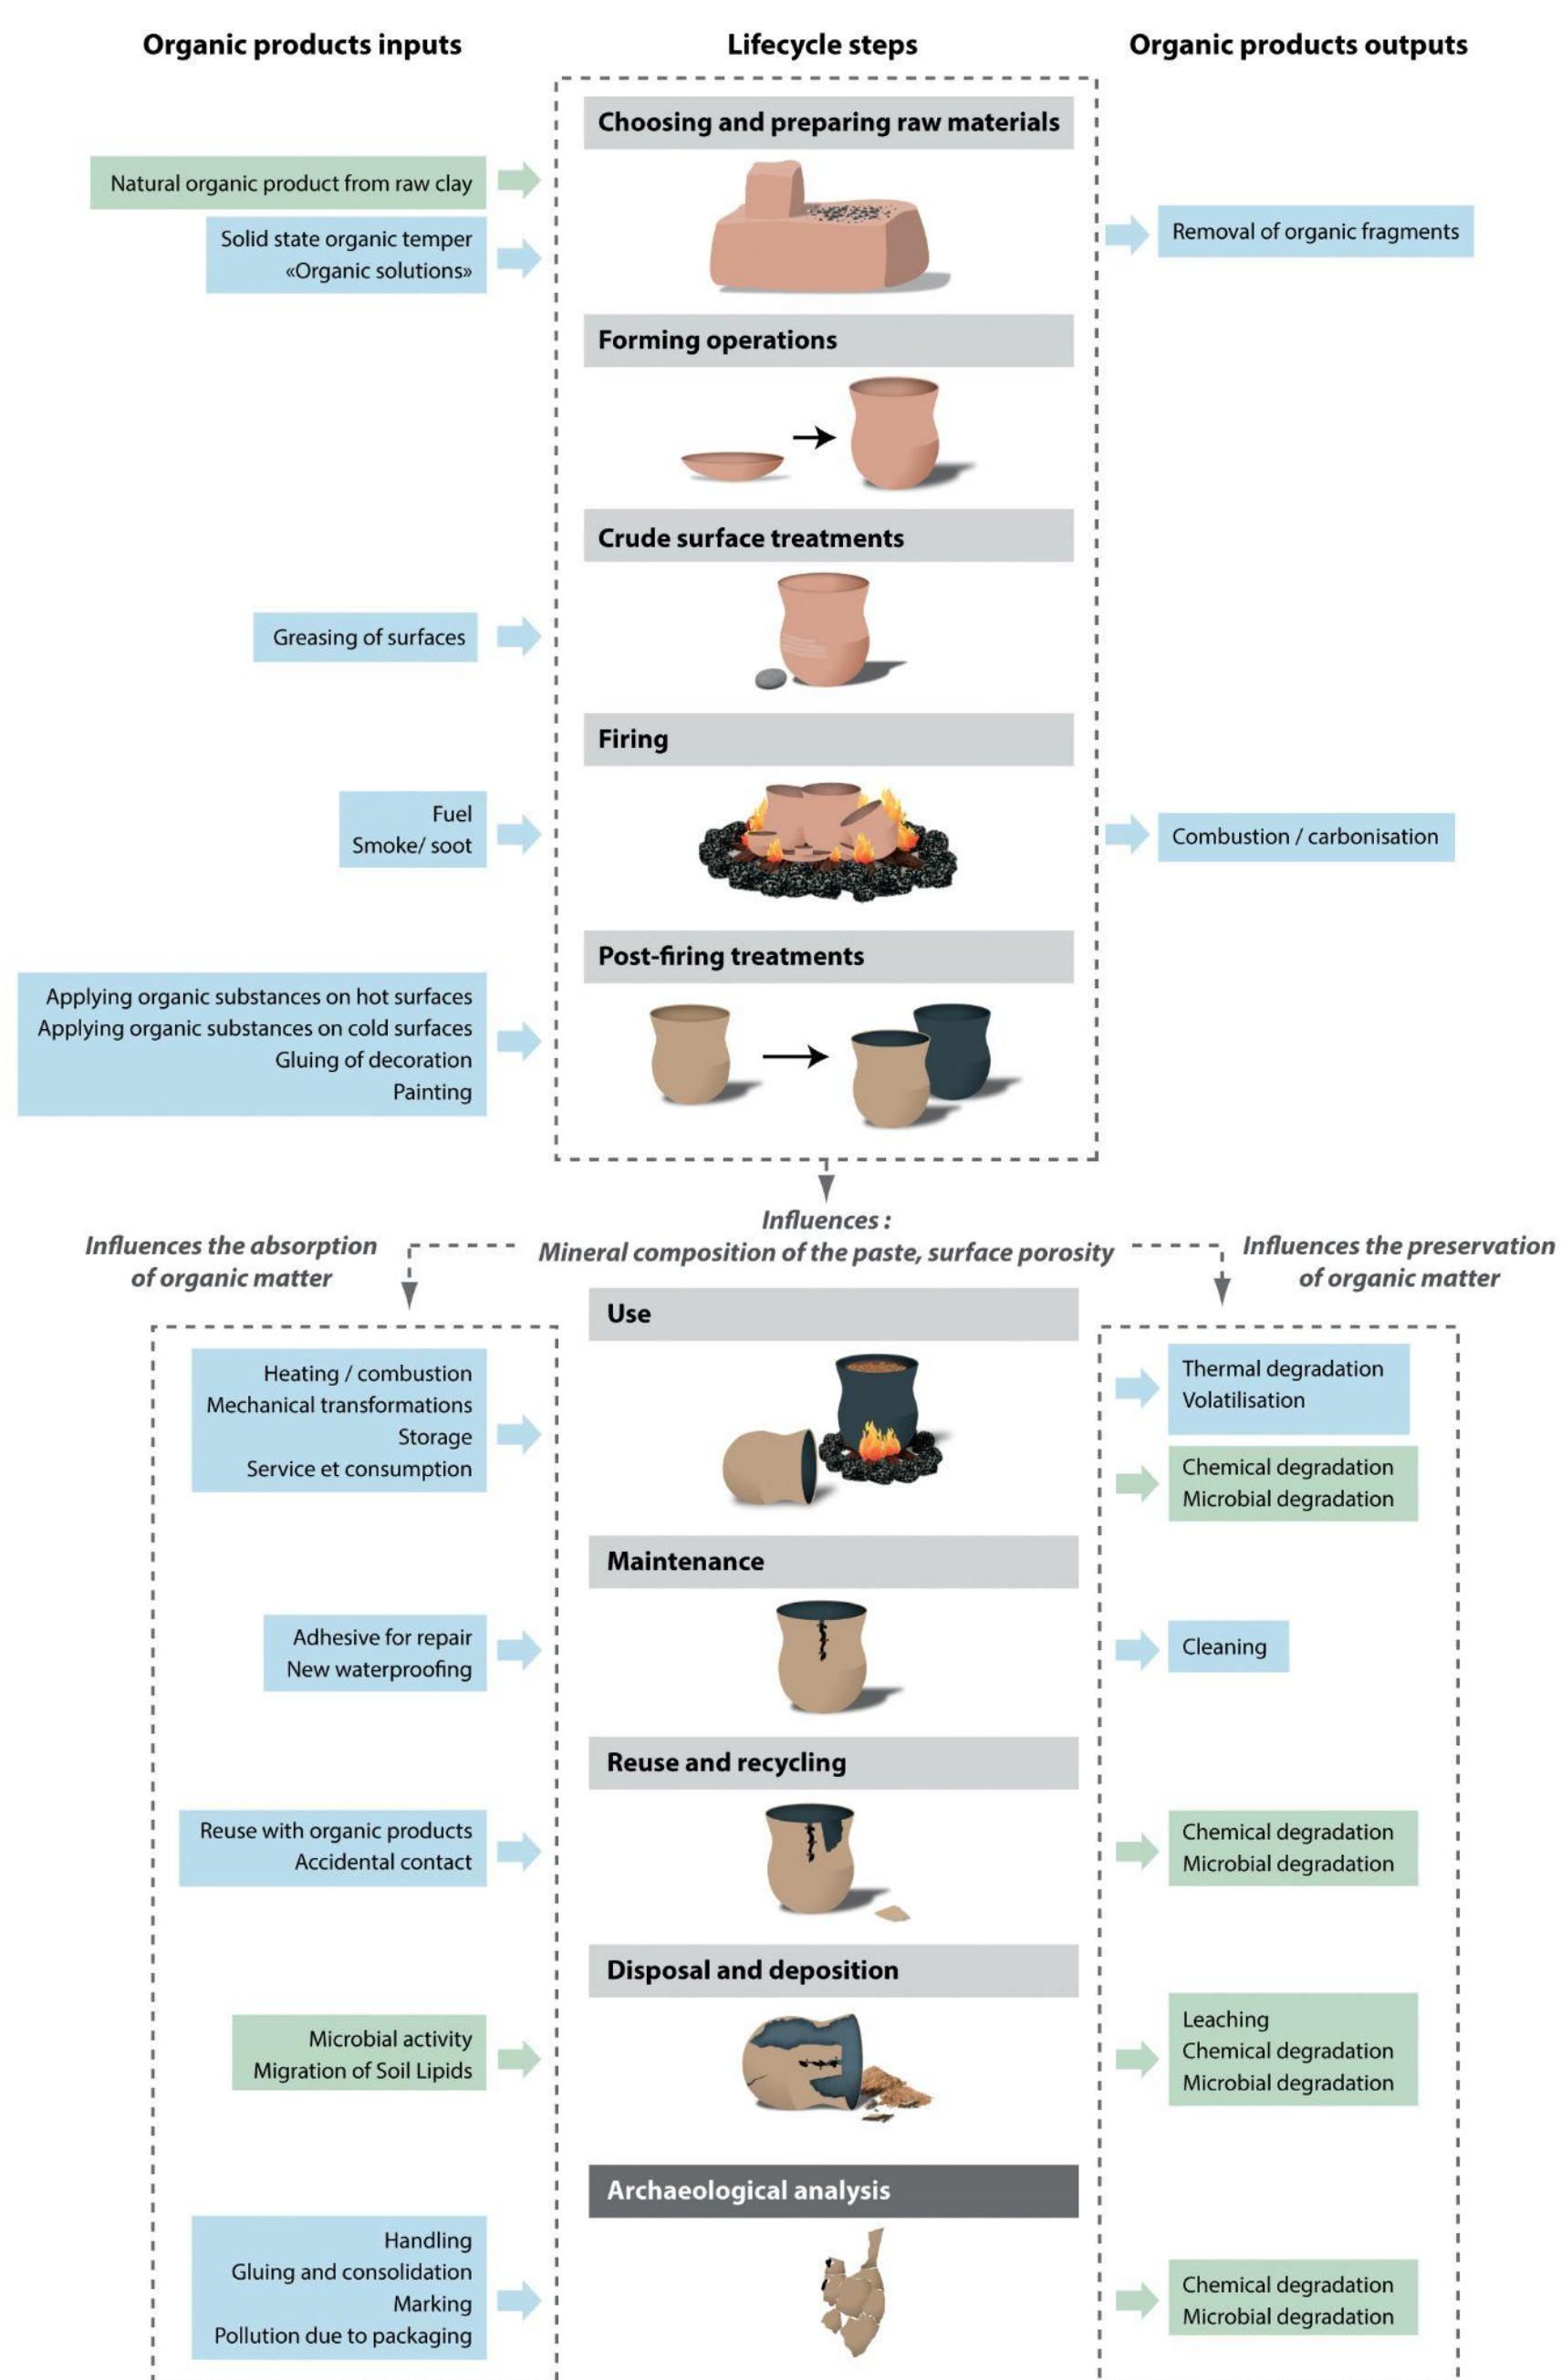 Organic products inputs
Lifecycle steps
Organic products outputs
Choosing and preparing raw materials
Natural organic product from raw clay
Solid state organic temper
«Organic solutions»
Removal of organic fragments
Forming operations
Crude surface treatments
Greasing of surfaces
Firing
Fuel
Smoke/ soot
Combustion / carbonisation
Post-firing treatments
Applying organic substances on hot surfaces
Applying organic substances on cold surfaces
Gluing of decoration
Painting
Influences :
Mineral composition of the paste, surface porosity
Influences the absorption
of organic matter
Influences the preservation
of organic matter
Use
Heating / combustion
Mechanical transformations
Storage
Service et consumption
Thermal degradation
Volatilisation
Chemical degradation
Microbial degradation
Maintenance
Adhesive for repair
New waterproofing
Cleaning
Reuse and recycling
Reuse with organic products
Accidental contact
Chemical degradation
Microbial degradation
Disposal and deposition
Microbial activity
Migration of Soil Lipids
Leaching
Chemical degradation
Microbial degradation
Archaeological analysis
Handling
Gluing and consolidation
Marking
Pollution due to packaging
Chemical degradation
Microbial degradation